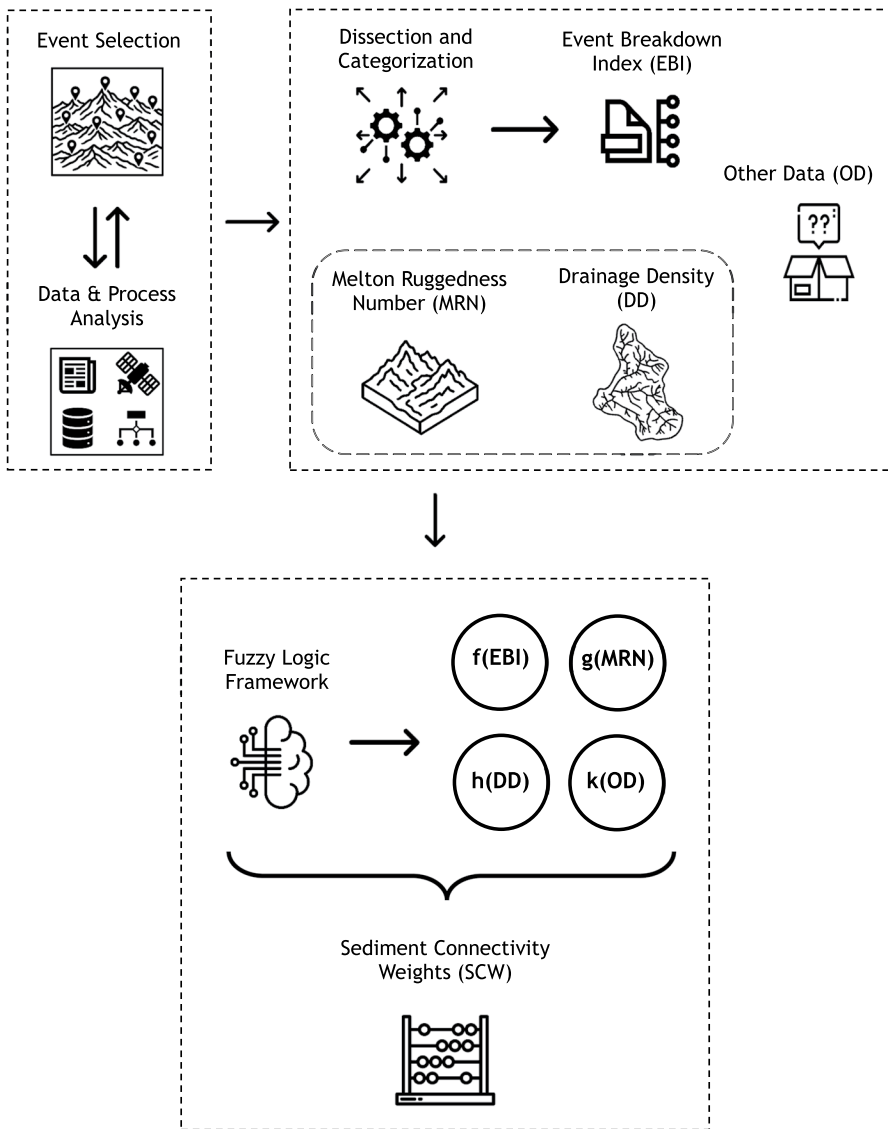 Event Selection
Data & Process
Analysis
Dissection and
Categorization
Event Breakdown
Index (EBI)
Other Data (OD)
??
Melton Ruggedness
Number (MRN)
Drainage Density
(DD)
Fuzzy Logic
Framework
f(EBI)
g(MRN)
h(DD)
k(OD)
Sediment Connectivity
Weights (SCW)